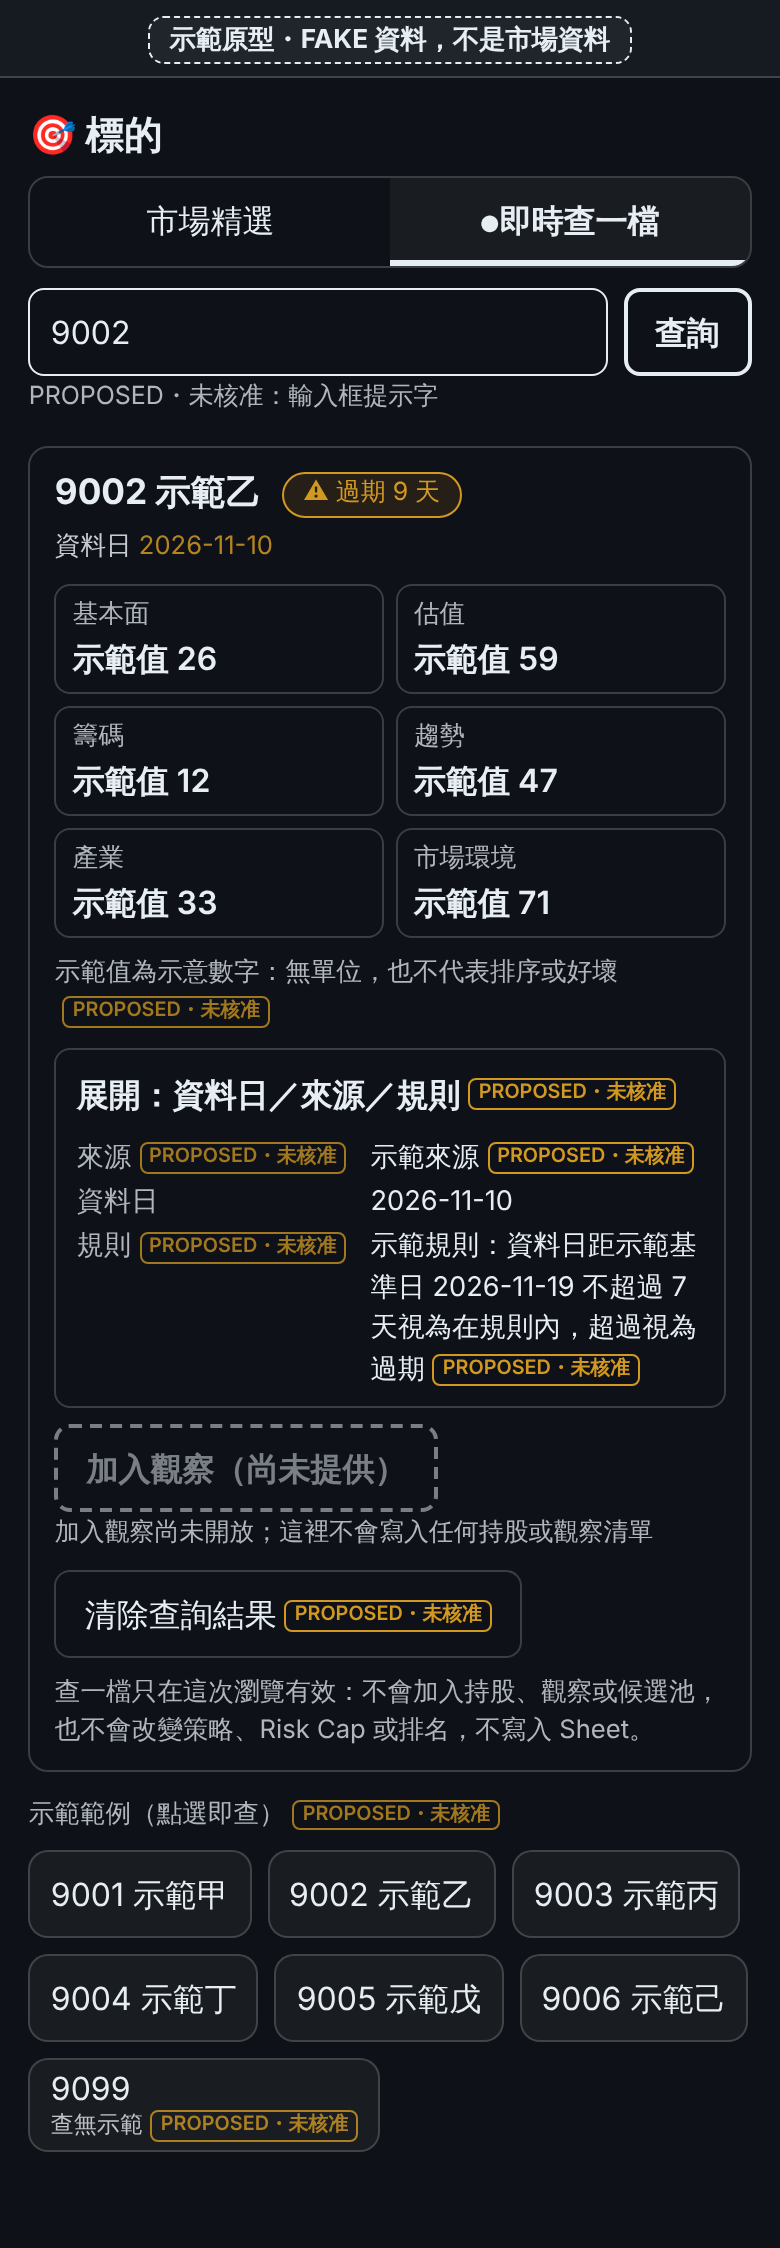 示範原型・FAKE 資料，不是市場資料
🎯 標的
市場精選
●即時查一檔
9002
查詢
PROPOSED・未核准：輸入框提示字
9002 示範乙
⚠ 過期 9 天
資料日 2026-11-10
基本面
示範值 26
估值
示範值 59
籌碼
示範值 12
趨勢
示範值 47
產業
示範值 33
市場環境
示範值 71
示範值為示意數字：無單位，也不代表排序或好壞
PROPOSED・未核准
展開：資料日／來源／規則 PROPOSED・未核准
來源 PROPOSED・未核准
示範來源 PROPOSED・未核准
資料日
2026-11-10
規則 PROPOSED・未核准
示範規則：資料日距示範基
準日 2026-11-19 不超過 7
天視為在規則內，超過視為
過期 PROPOSED・未核准
加入觀察（尚未提供）
加入觀察尚未開放；這裡不會寫入任何持股或觀察清單
清除查詢結果 PROPOSED・未核准
查一檔只在這次瀏覽有效：不會加入持股、觀察或候選池，
也不會改變策略、Risk Cap 或排名，不寫入 Sheet。
示範範例（點選即查） PROPOSED・未核准
9001 示範甲
9002 示範乙
9003 示範丙
9004 示範丁
9005 示範戊
9006 示範己
9099
查無示範 PROPOSED・未核准